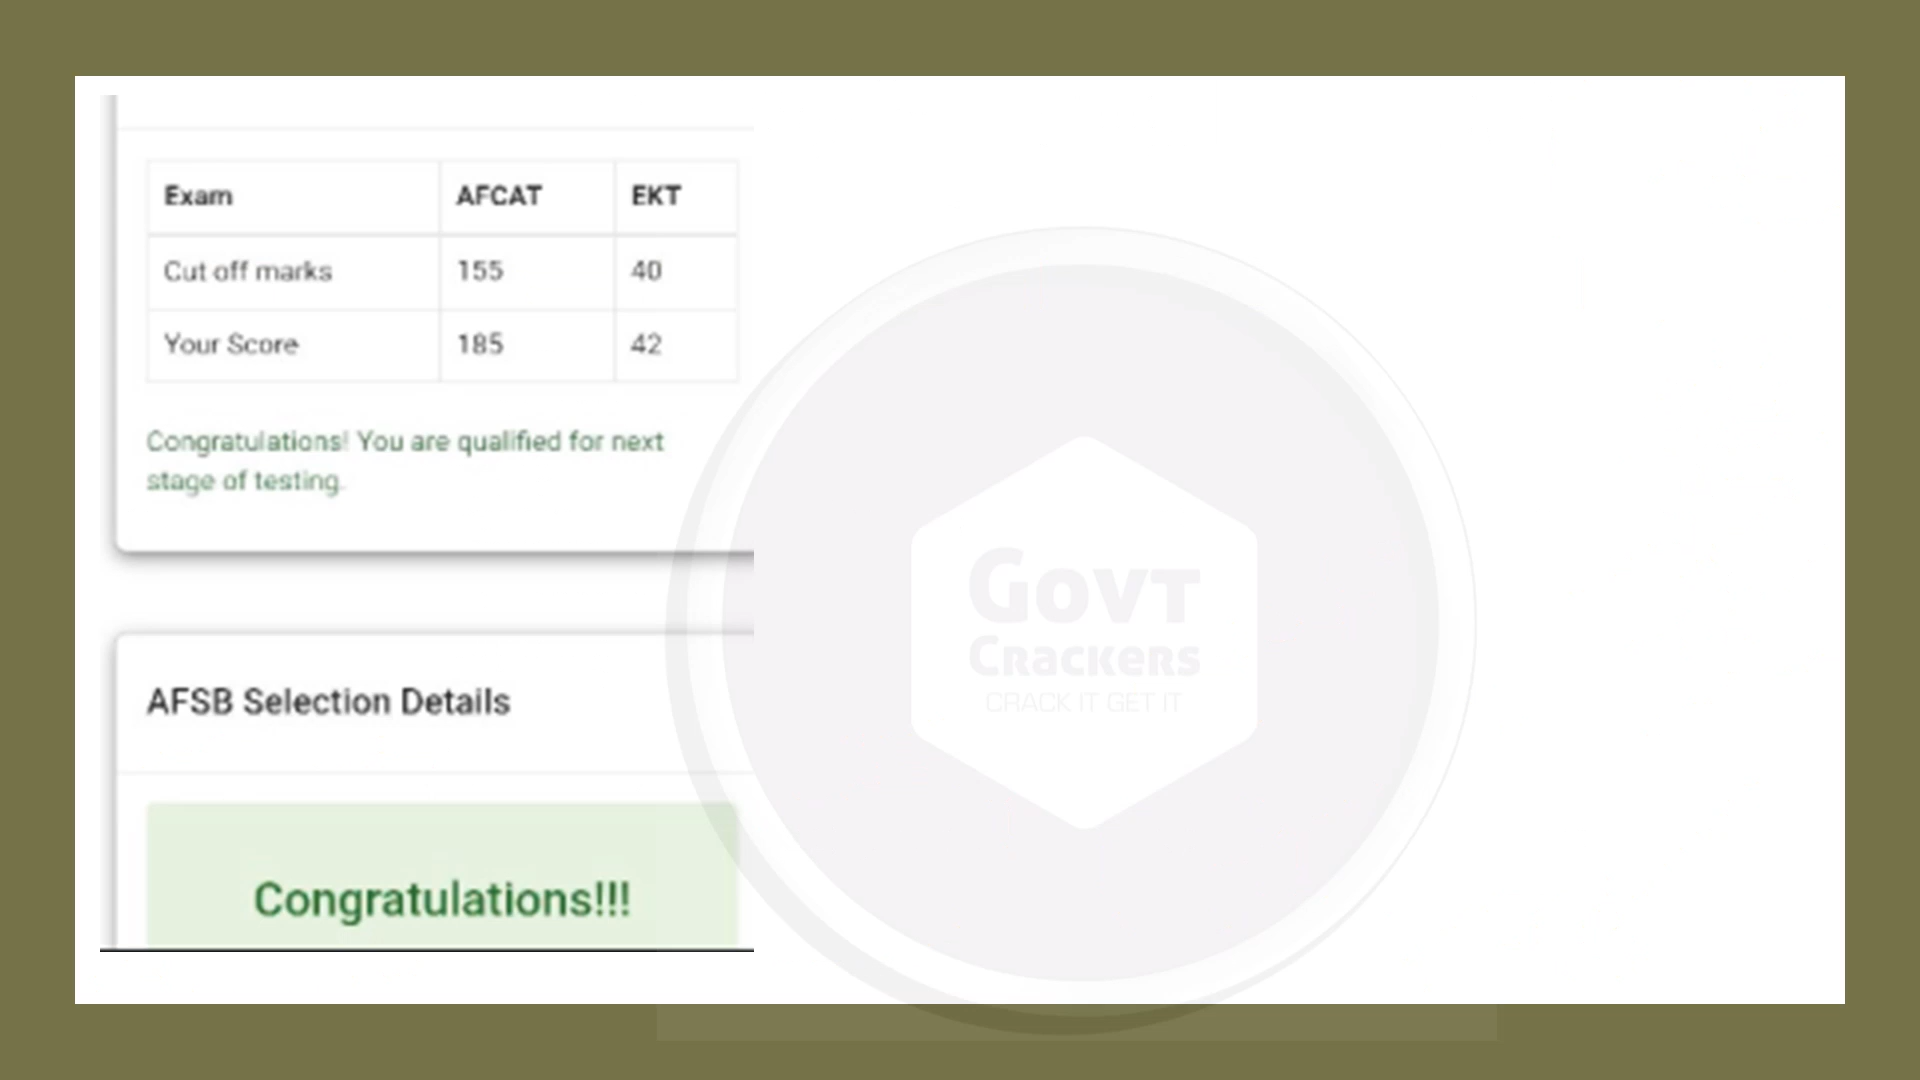 Exam AFCAT EKT
Cut off marks 155 40
Your Score 185 42
Congratulations! You are qualified for next
stage of testing.
AFSB Selection Details
Congratulations!!!
GOVT
CRACKERS
CRACK IT GET IT